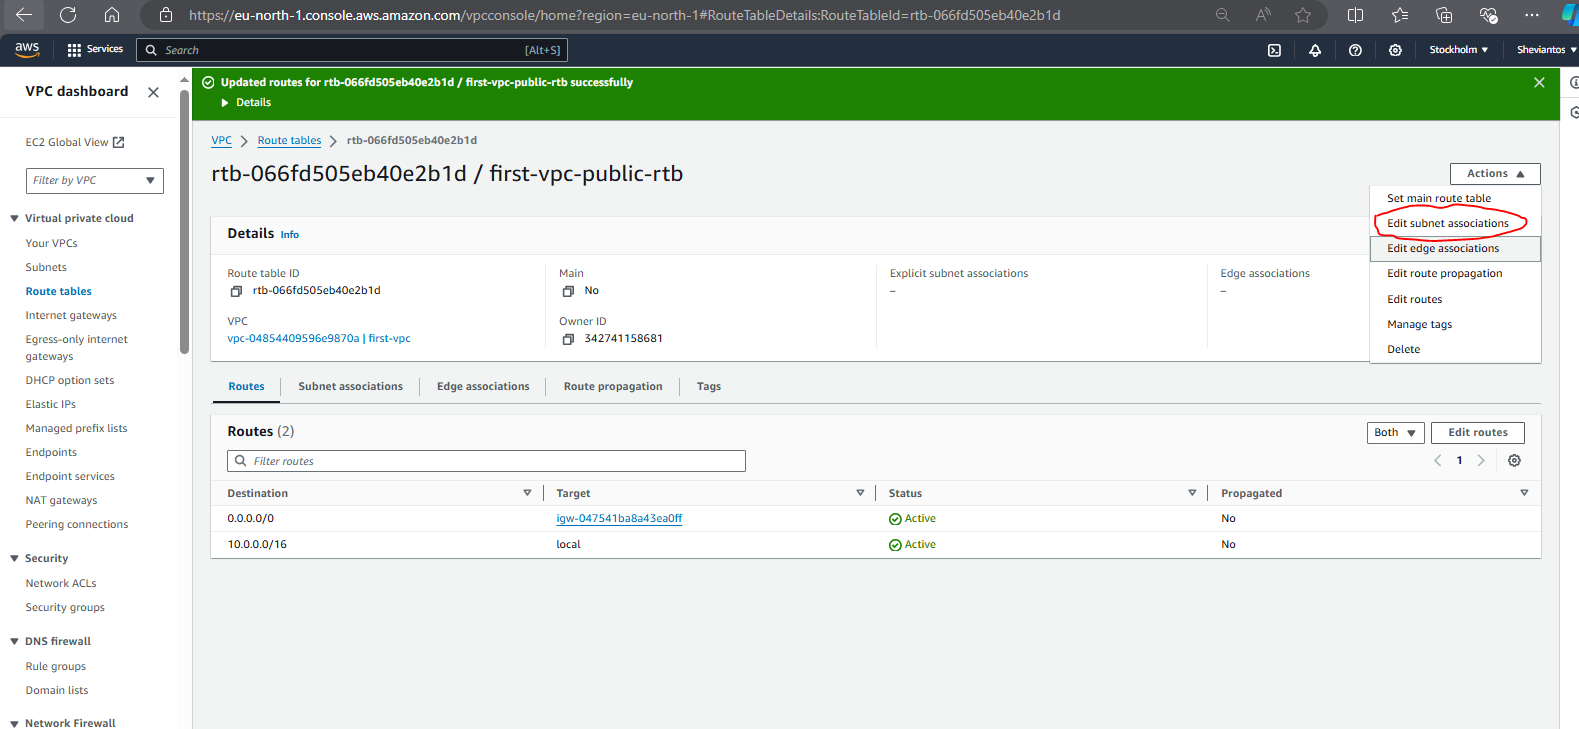 https://eu-north-1.console.aws.amazon.com/vpcconsole/home?region=eu-north-1#RouteTableDetails:RouteTableId=rtb-066fd505eb40e2b1d
aws
Services
Search
[Alt+S]
Stockholm
Sheviantos
VPC dashboard
EC2 Global View
Filter by VPC
Virtual private cloud
Your VPCs
Subnets
Route tables
Internet gateways
Egress-only internet
gateways
DHCP option sets
Elastic IPs
Managed prefix lists
Endpoints
Endpoint services
NAT gateways
Peering connections
Security
Network ACLs
Security groups
DNS firewall
Rule groups
Domain lists
Network Firewall
Updated routes for rtb-066fd505eb40e2b1d / first-vpc-public-rtb successfully
Details
VPC
Route tables
rtb-066fd505eb40e2b1d
rtb-066fd505eb40e2b1d / first-vpc-public-rtb
Actions
Set main route table
Edit subnet associations
Edit edge associations
Edit route propagation
Edit routes
Manage tags
Delete
Details Info
Route table ID
rtb-066fd505eb40e2b1d
Main
No
Explicit subnet associations
–
Edge associations
–
VPC
vpc-04854409596e9870a | first-vpc
Owner ID
342741158681
Routes
Subnet associations
Edge associations
Route propagation
Tags
Routes (2)
Both
Edit routes
Filter routes
1
Destination
Target
Status
Propagated
0.0.0.0/0
igw-047541ba8a43ea0ff
Active
No
10.0.0.0/16
local
Active
No